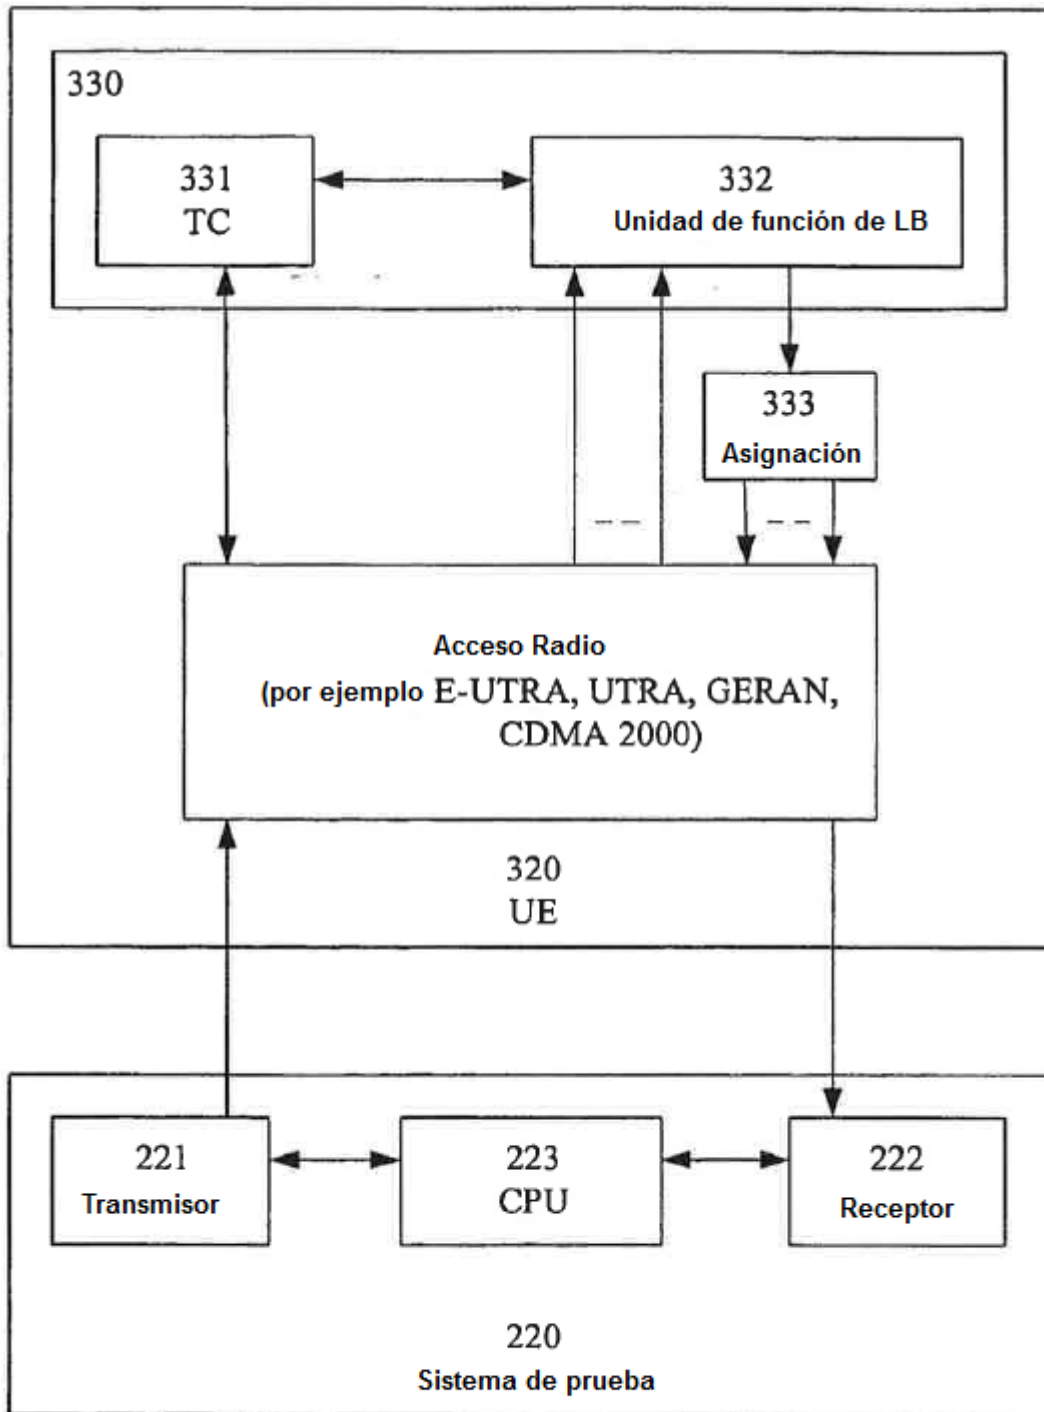 330
331
TC
332
Unidad de función de LB
333
Asignación
Acceso Radio
(por ejemplo E-UTRA, UTRA, GERAN,
CDMA 2000)
320
UE
221
Transmisor
223
CPU
222
Receptor
220
Sistema de prueba